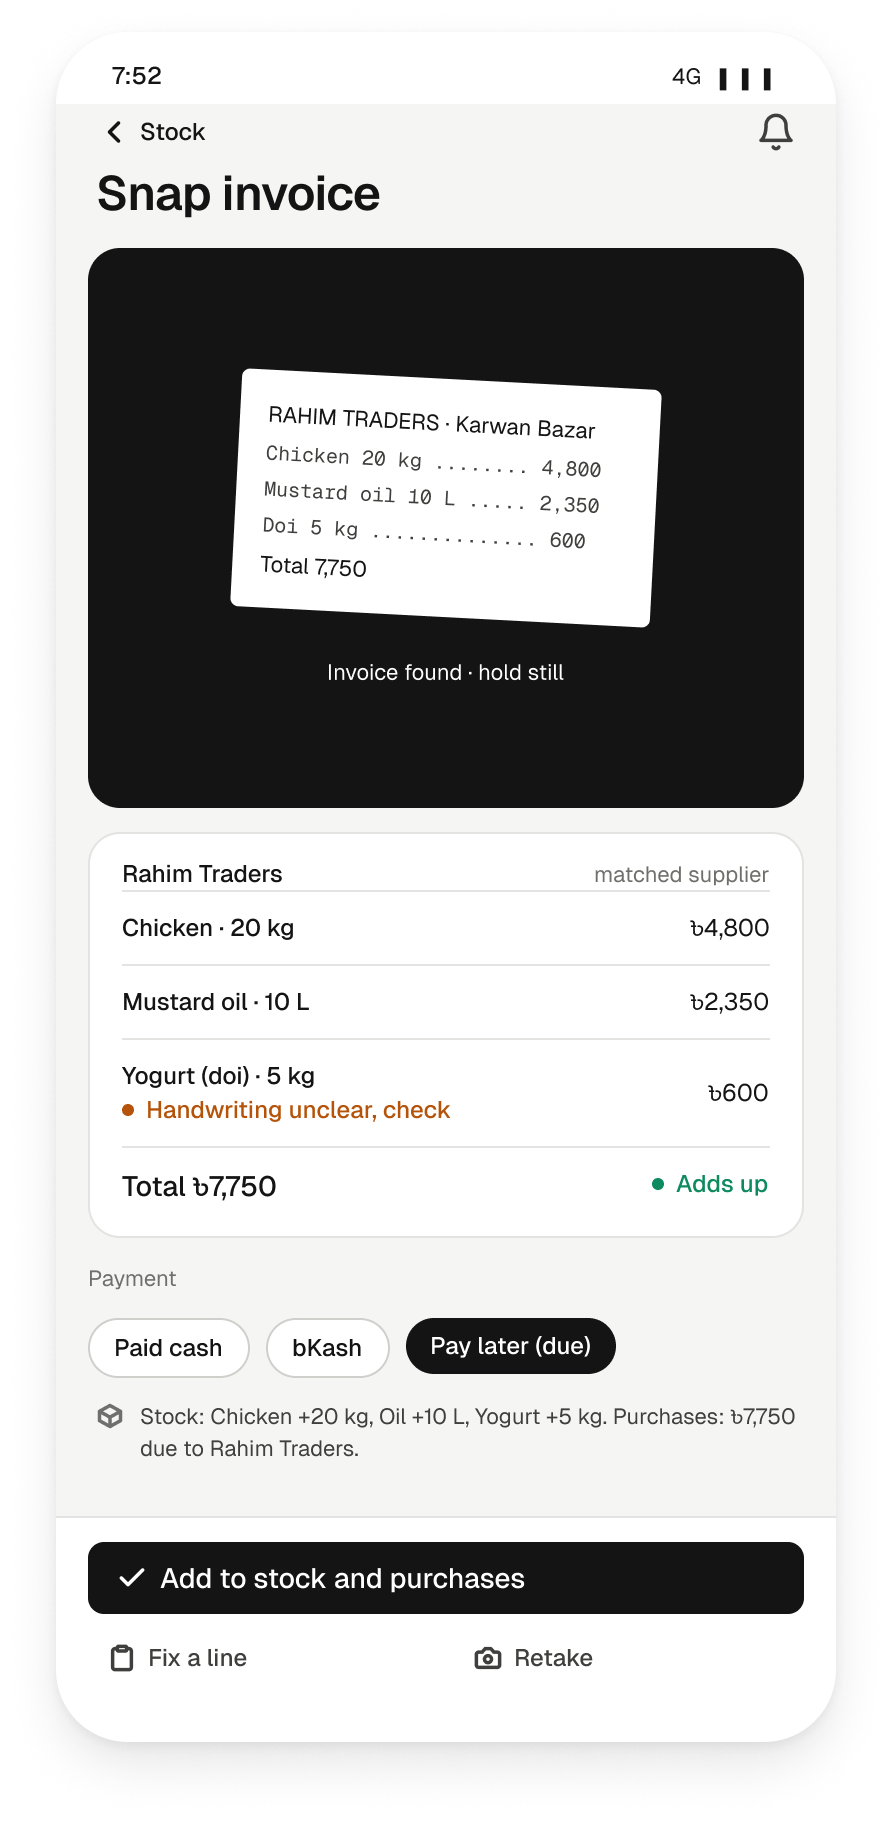 7:52
4G
Stock
Snap invoice
RAHIM TRADERS · Karwan Bazar
Chicken 20 kg ........ 4,800
Mustard oil 10 L ..... 2,350
Doi 5 kg .............. 600
Total 7,750
Invoice found · hold still
Rahim Traders matched supplier
Chicken · 20 kg ৳4,800
Mustard oil · 10 L ৳2,350
Yogurt (doi) · 5 kg
৳600
Handwriting unclear, check
Total ৳7,750 Adds up
Payment
Paid cash bKash Pay later (due)
Stock: Chicken +20 kg, Oil +10 L, Yogurt +5 kg. Purchases: ৳7,750
due to Rahim Traders.
Add to stock and purchases
Fix a line Retake